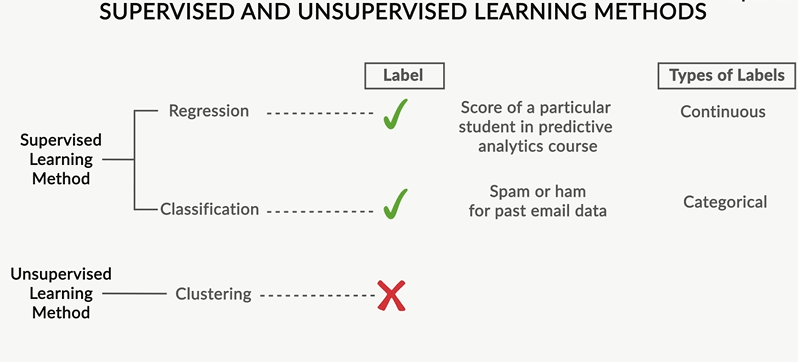 SUPERVISED AND UNSUPERVISED LEARNING METHODS
Label
Types of Labels
Supervised
Learning
Method
Regression
Score of a particular
student in predictive
analytics course
Continuous
Classification
Spam or ham
for past email data
Categorical
Unsupervised
Learning
Method
Clustering